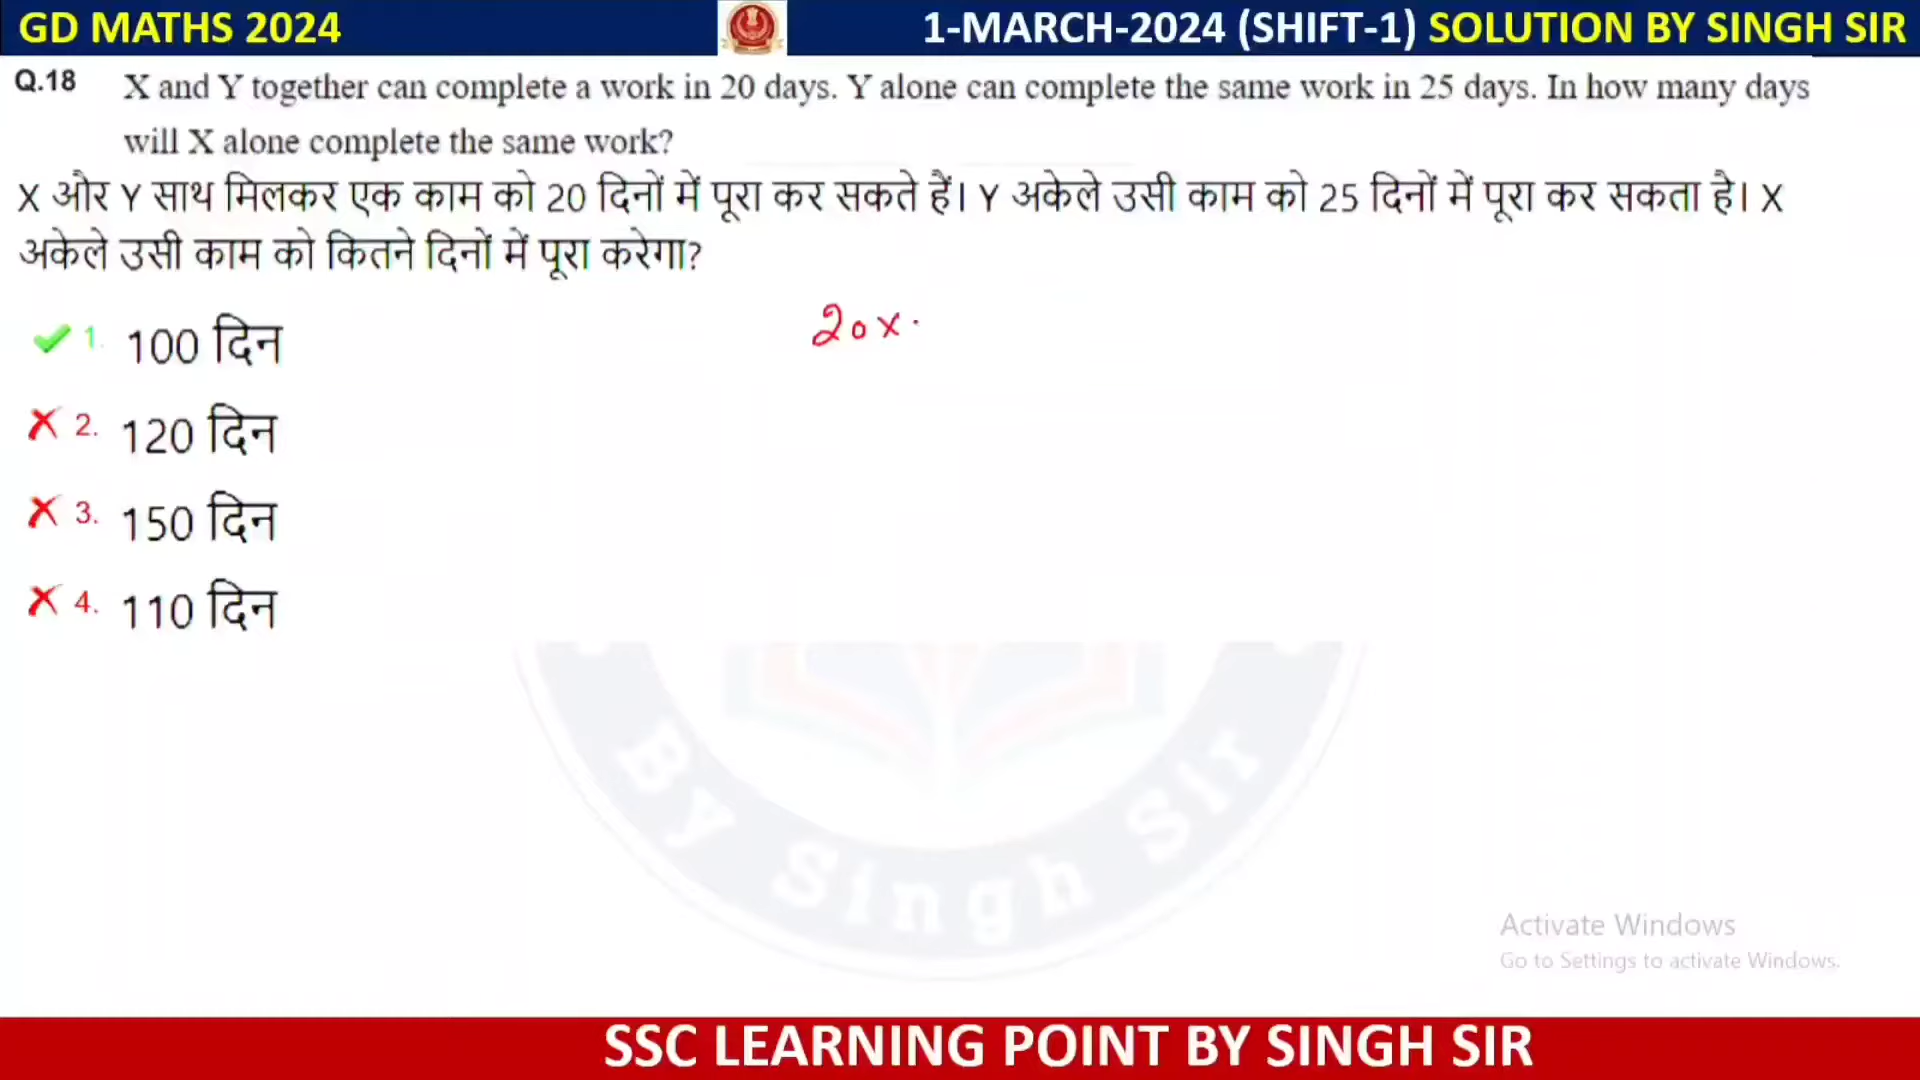 GD MATHS 2024
1-MARCH-2024 (SHIFT-1) SOLUTION BY SINGH SIR
Q.18 X and Y together can complete a work in 20 days. Y alone can complete the same work in 25 days. In how many days
will X alone complete the same work?
X और Y साथ मिलकर एक काम को 20 दिनों में पूरा कर सकते हैं। Y अकेले उसी काम को 25 दिनों में पूरा कर सकता है। X
अकेले उसी काम को कितने दिनों में पूरा करेगा?
20 x ·
1. 100 दिन
2. 120 दिन
3. 150 दिन
4. 110 दिन
By Singh Sir
Activate Windows
Go to Settings to activate Windows.
SSC LEARNING POINT BY SINGH SIR